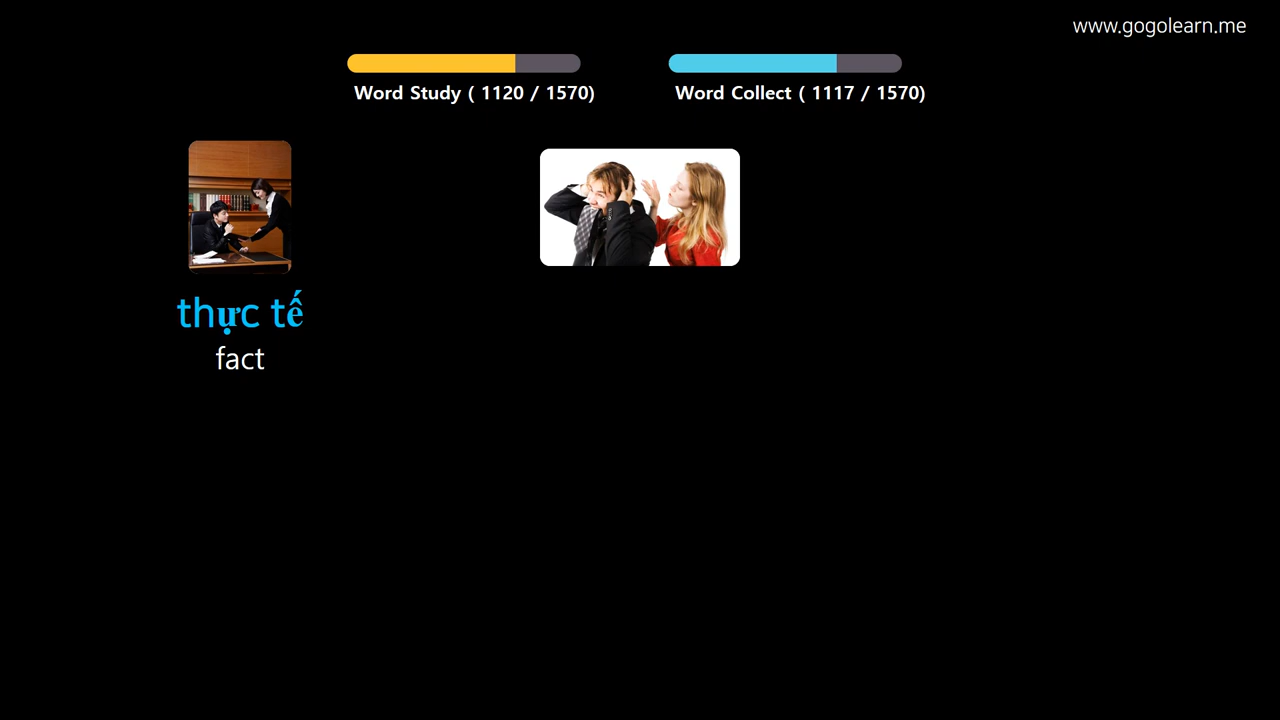 www.gogolearn.me
Word Study ( 1120 / 1570)
Word Collect ( 1117 / 1570)
thực tế
fact